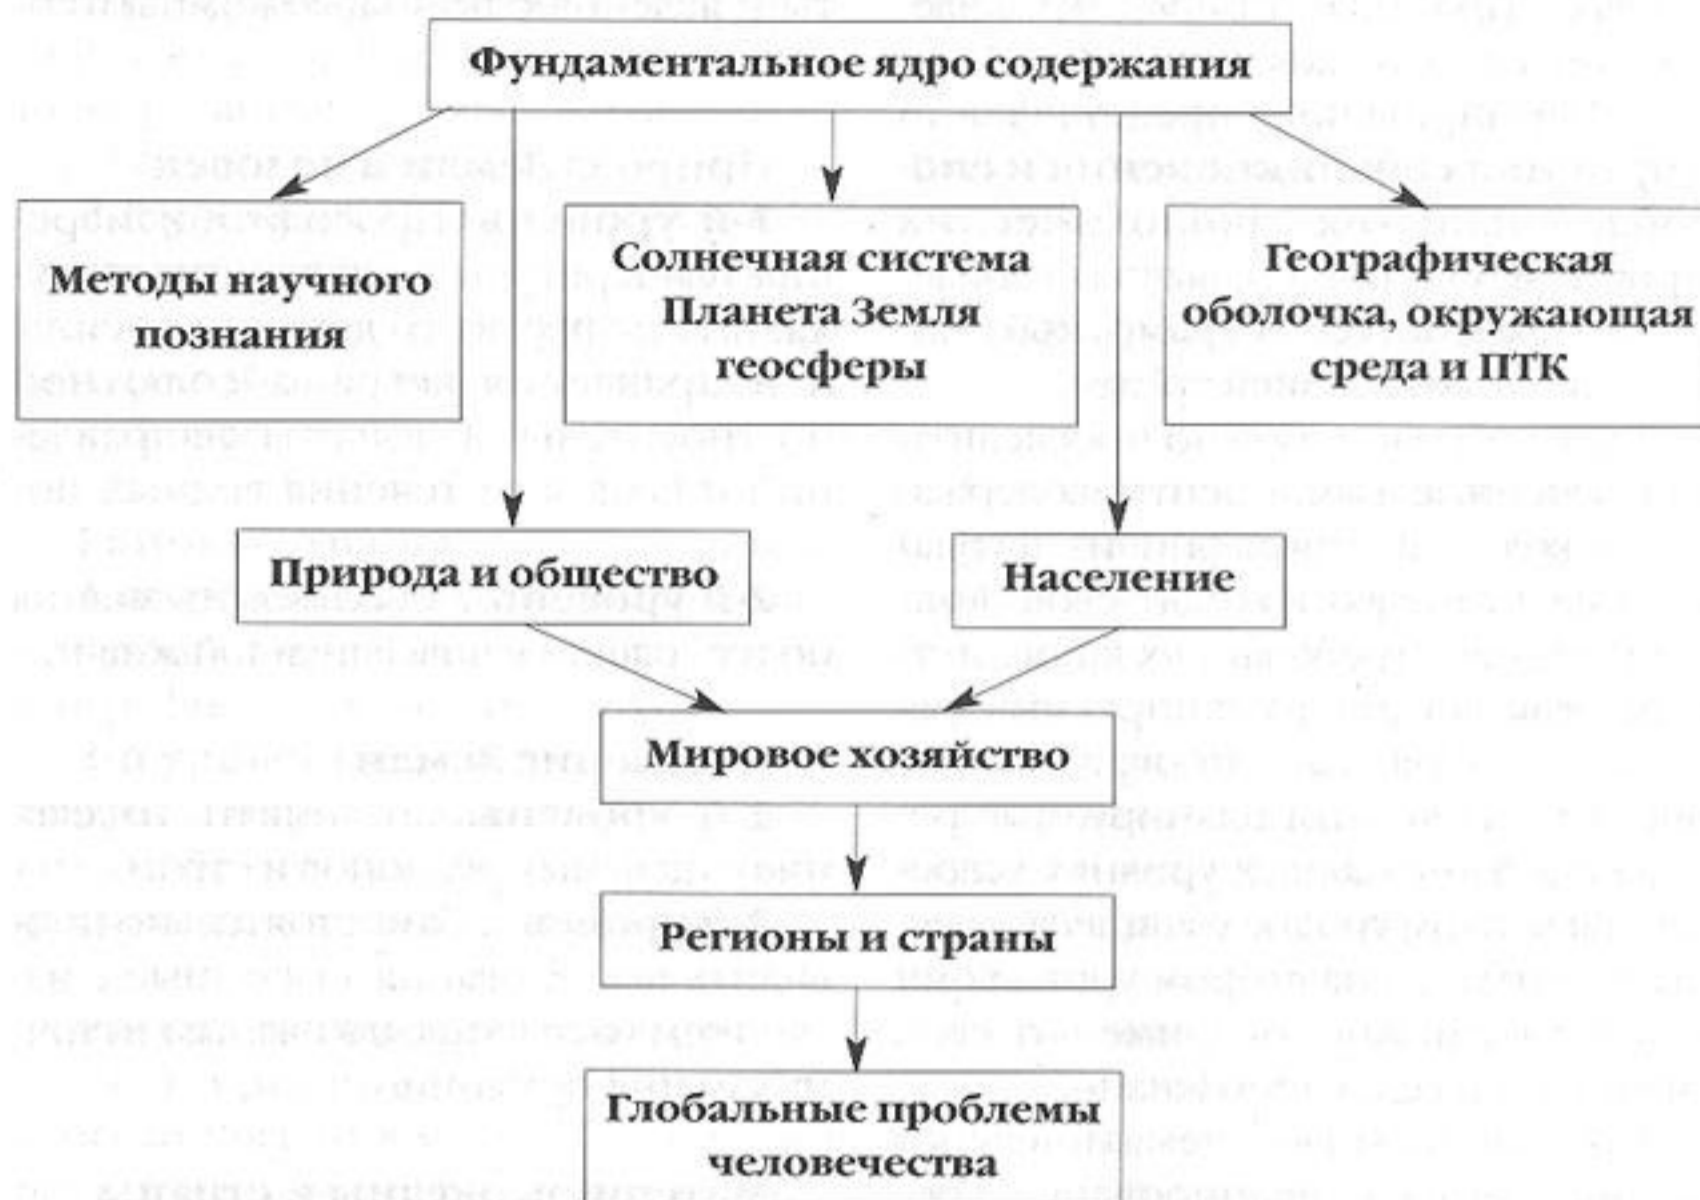 Фундаментальное ядро содержания
Методы научного
познания
Солнечная система
Планета Земля
геосферы
Географическая
оболочка, окружающая
среда и ПТК
Природа и общество
Население
Мировое хозяйство
Регионы и страны
Глобальные проблемы
человечества